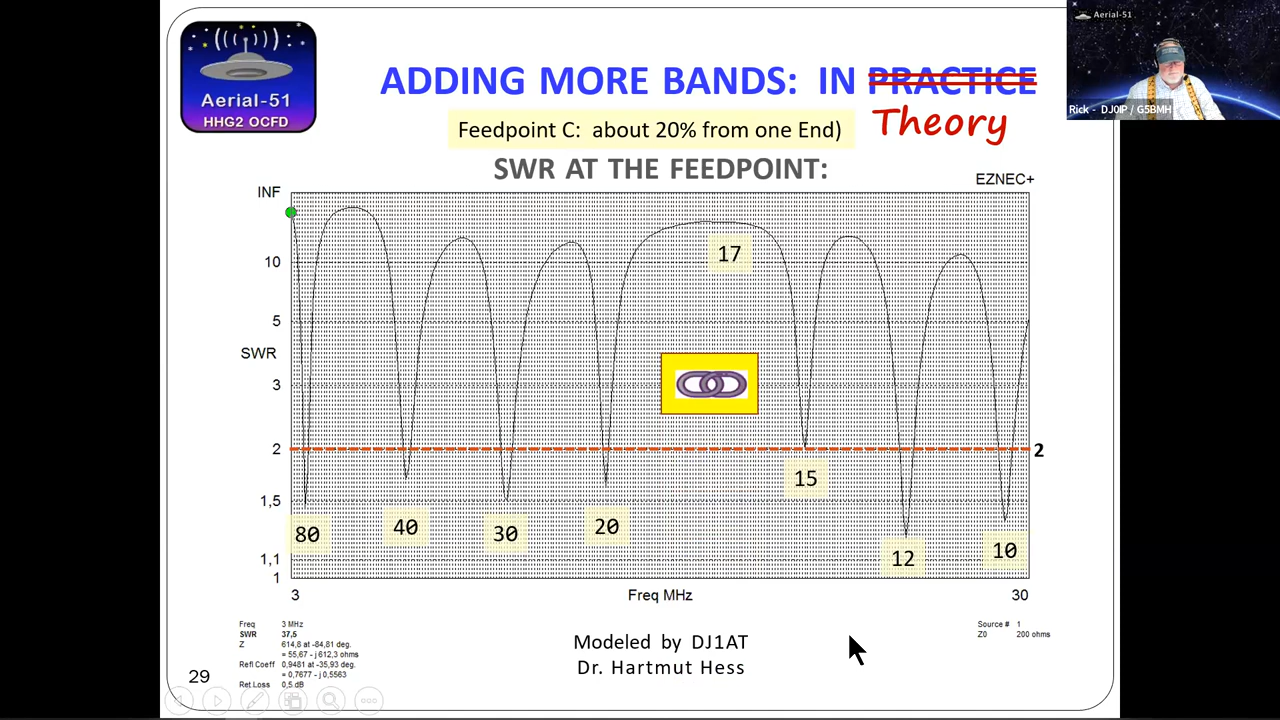 Aerial-51
HHG2 OCFD
ADDING MORE BANDS: IN PRACTICE
Theory
Feedpoint C: about 20% from one End)
SWR AT THE FEEDPOINT:
EZNEC+
Aerial-51
Rick - DJ0IP / G5BMH
INF
10
5
SWR
3
2
1,5
1,1
1
17
2
80
40
30
20
15
12
10
3
Freq MHz
30
Freq 3 MHz
SWR 37,5
Z 614,8 at -84,81 deg.
= 55,67 - j 612,3 ohms
Refl Coeff 0,9481 at -35,93 deg.
= 0,7677 - j 0,5563
Ret Loss 0,5 dB
Source # 1
Z0 200 ohms
Modeled by DJ1AT
Dr. Hartmut Hess
29